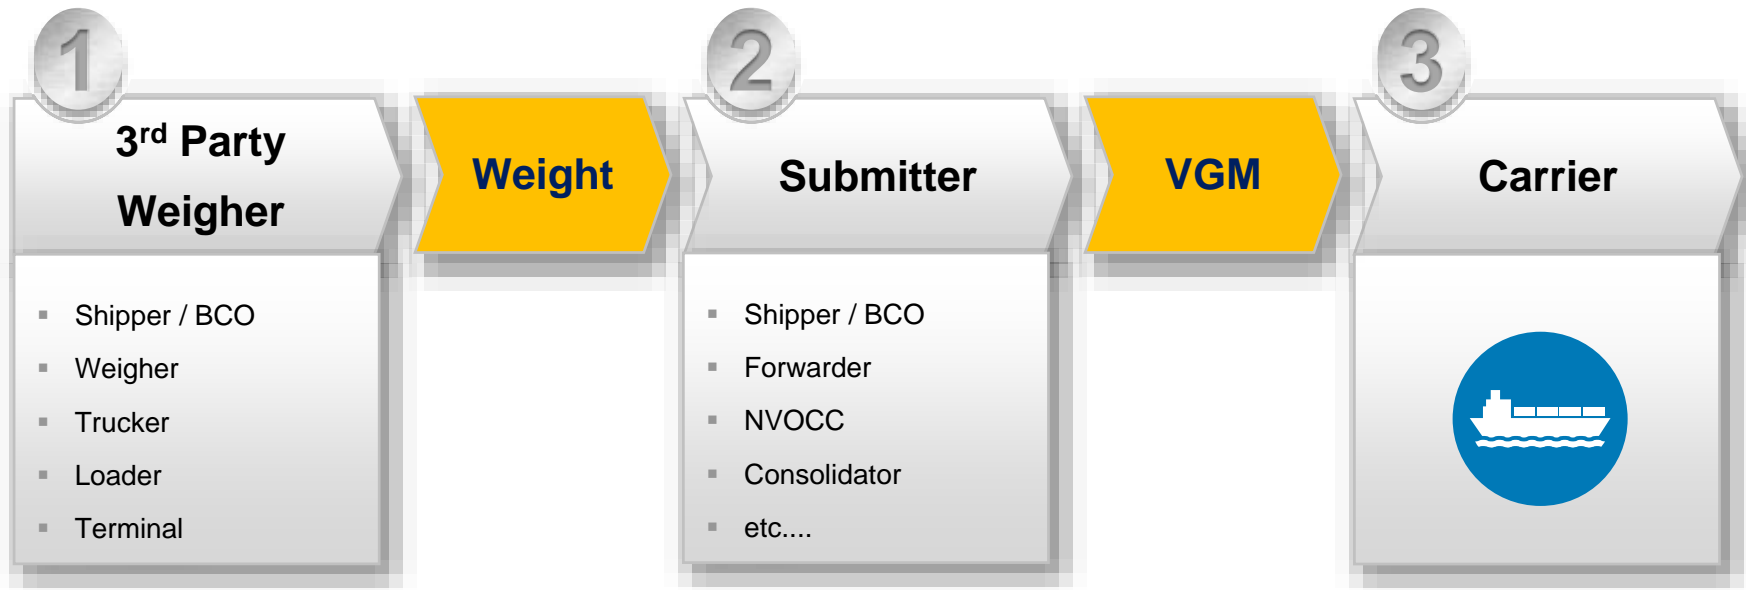 1
3rd Party
Weigher
Shipper / BCO
Weigher
Trucker
Loader
Terminal
Weight
2
Submitter
Shipper / BCO
Forwarder
NVOCC
Consolidator
etc....
VGM
3
Carrier